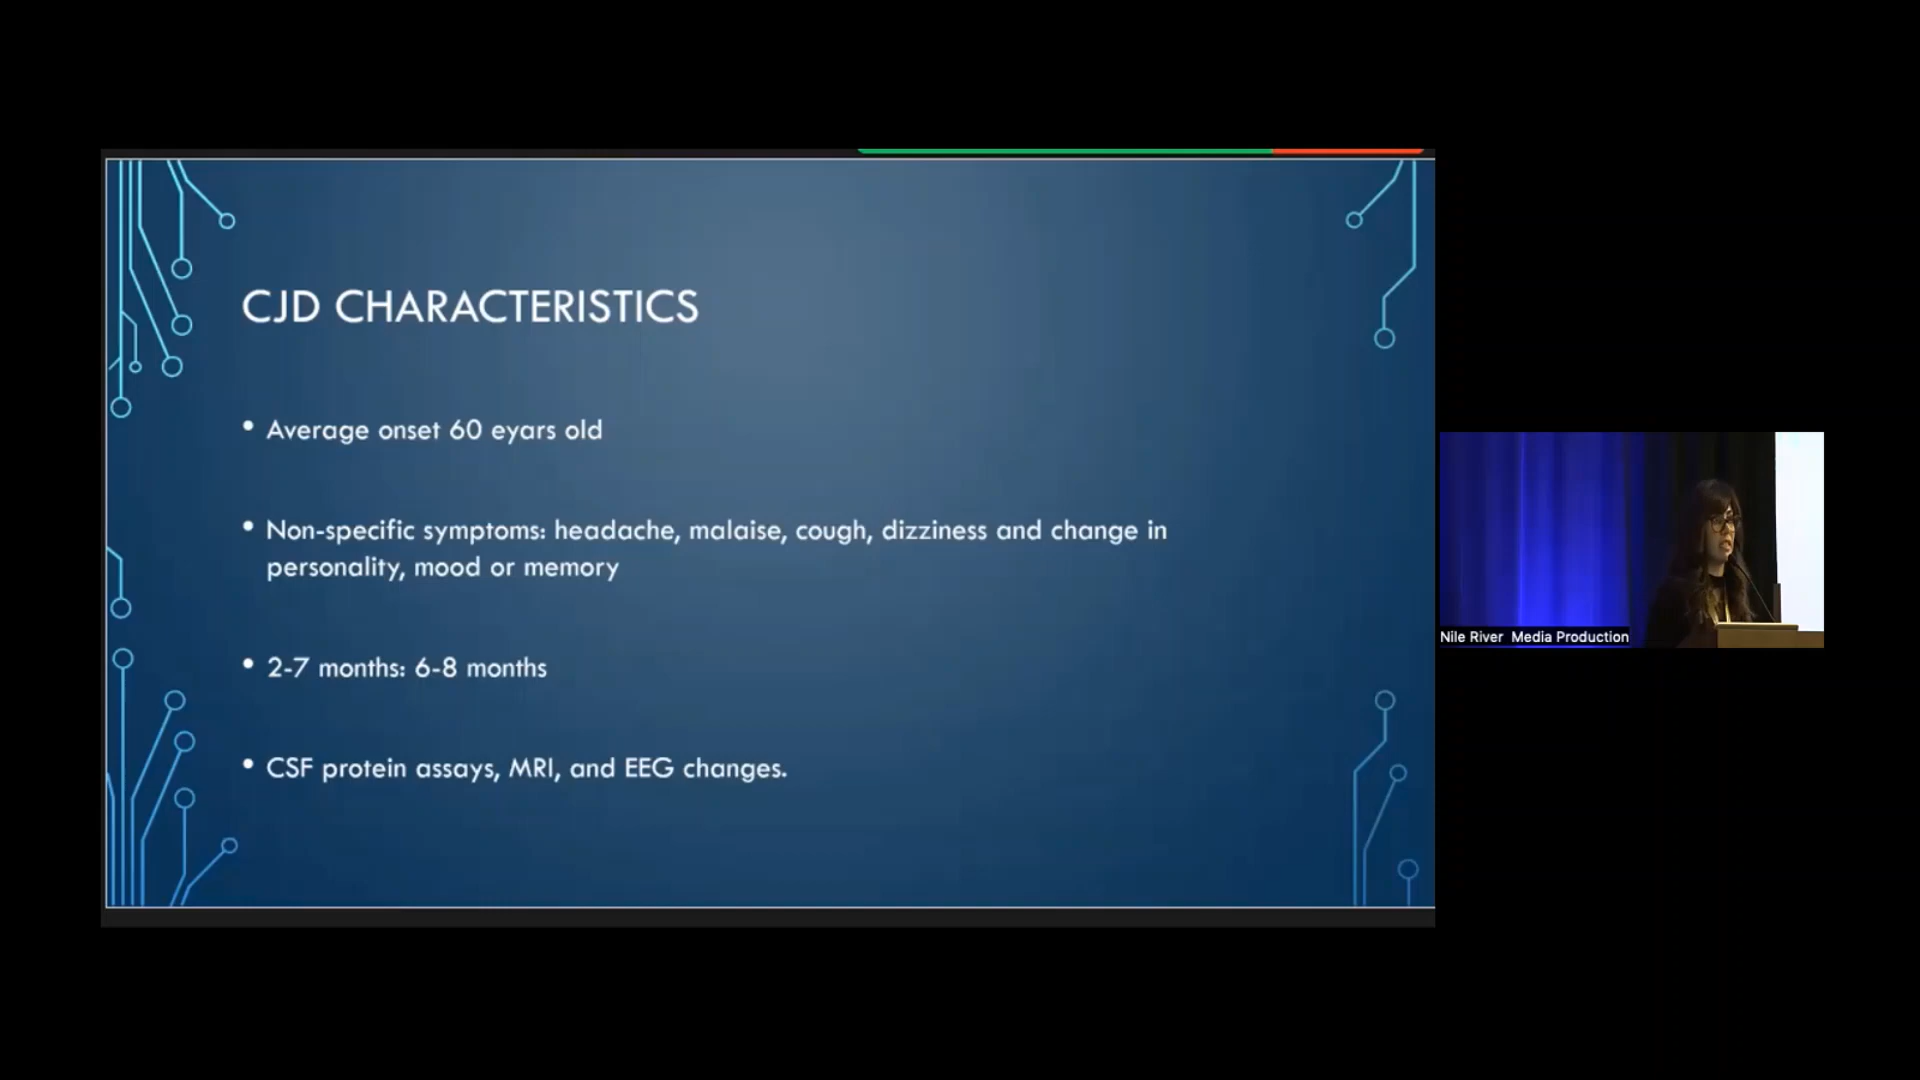 CJD CHARACTERISTICS
• Average onset 60 eyars old
• Non-specific symptoms: headache, malaise, cough, dizziness and change in
personality, mood or memory
• 2-7 months: 6-8 months
• CSF protein assays, MRI, and EEG changes.
Nile River Media Production